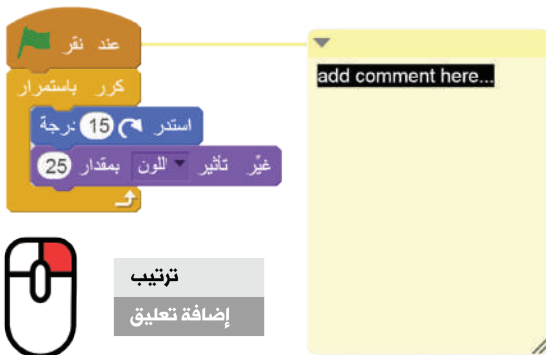 عند نقر
كرر باستمرار
استدر 15 درجة
غيّر تأثير اللون بمقدار 25
add comment here...
ترتيب
إضافة تعليق